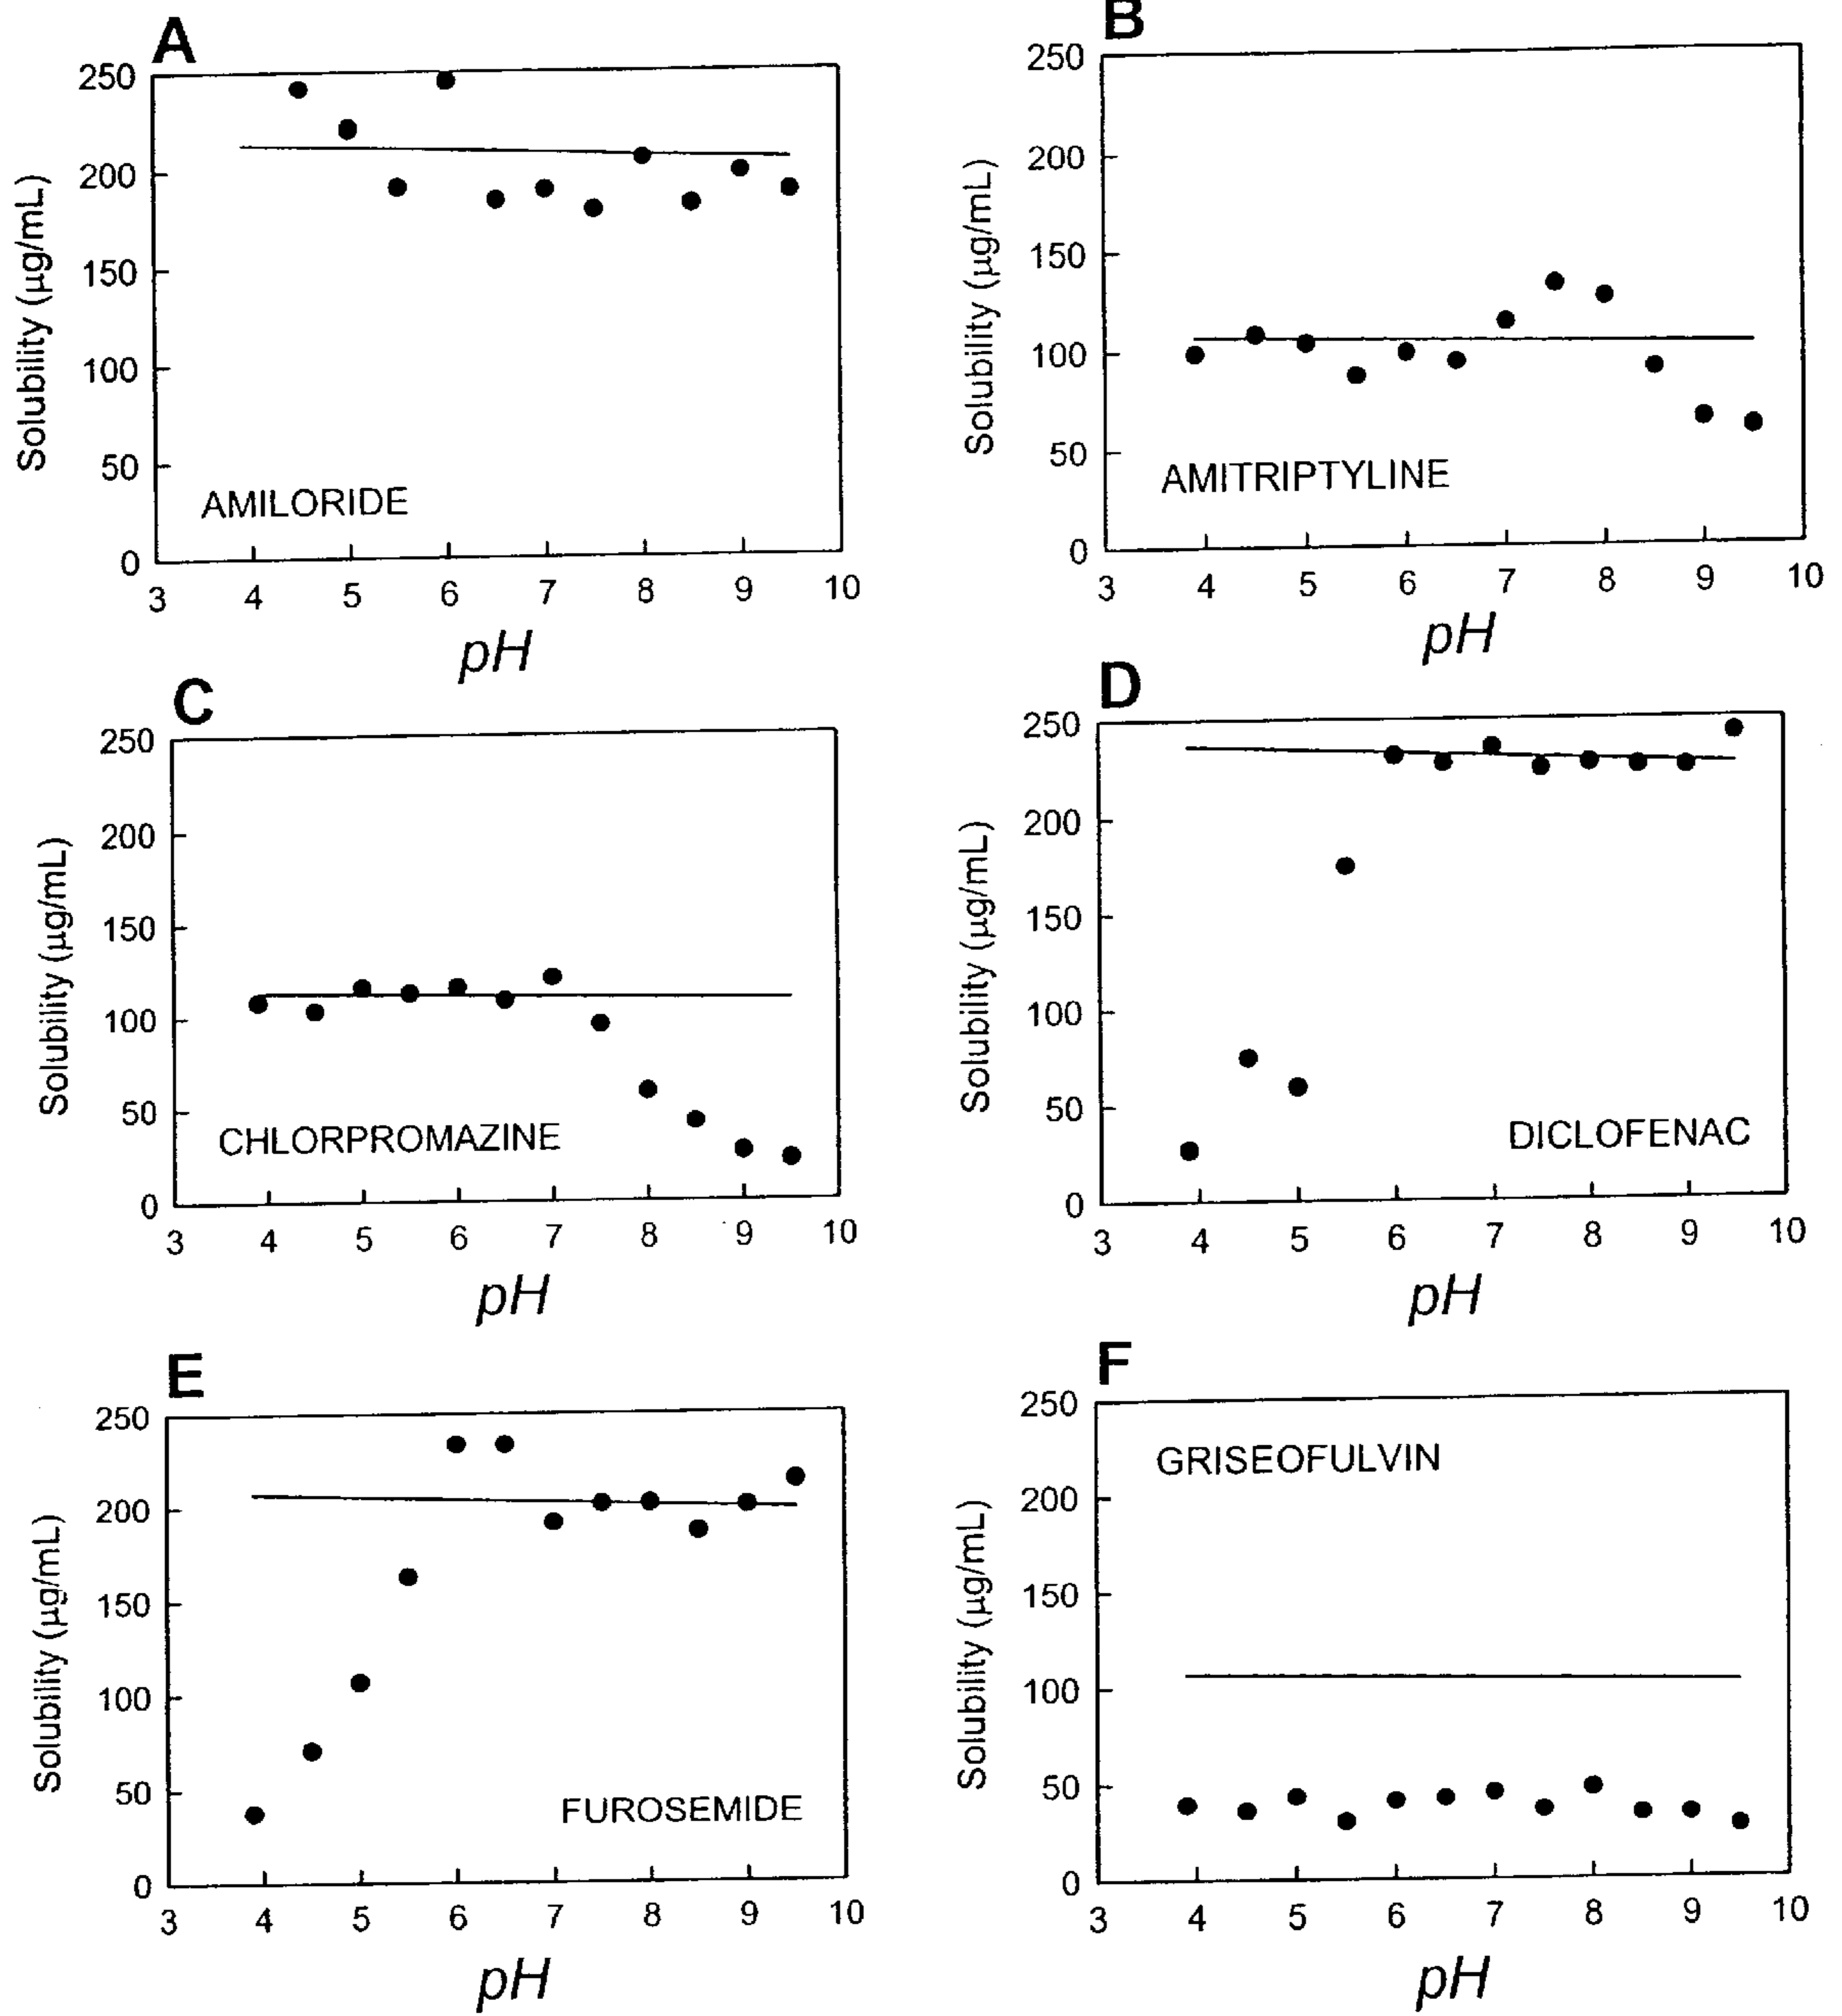 A
250
200
150
100
50
0
Solubility (µg/mL)
AMILORIDE
3 4 5 6 7 8 9 10
pH
B
250
200
150
100
50
0
Solubility (µg/mL)
AMITRIPTYLINE
3 4 5 6 7 8 9 10
pH
C
250
200
150
100
50
0
Solubility (µg/mL)
CHLORPROMAZINE
3 4 5 6 7 8 9 10
pH
D
250
200
150
100
50
0
Solubility (µg/mL)
DICLOFENAC
3 4 5 6 7 8 9 10
pH
E
250
200
150
100
50
0
Solubility (µg/mL)
FUROSEMIDE
3 4 5 6 7 8 9 10
pH
F
250
200
150
100
50
0
Solubility (µg/mL)
GRISEOFULVIN
3 4 5 6 7 8 9 10
pH